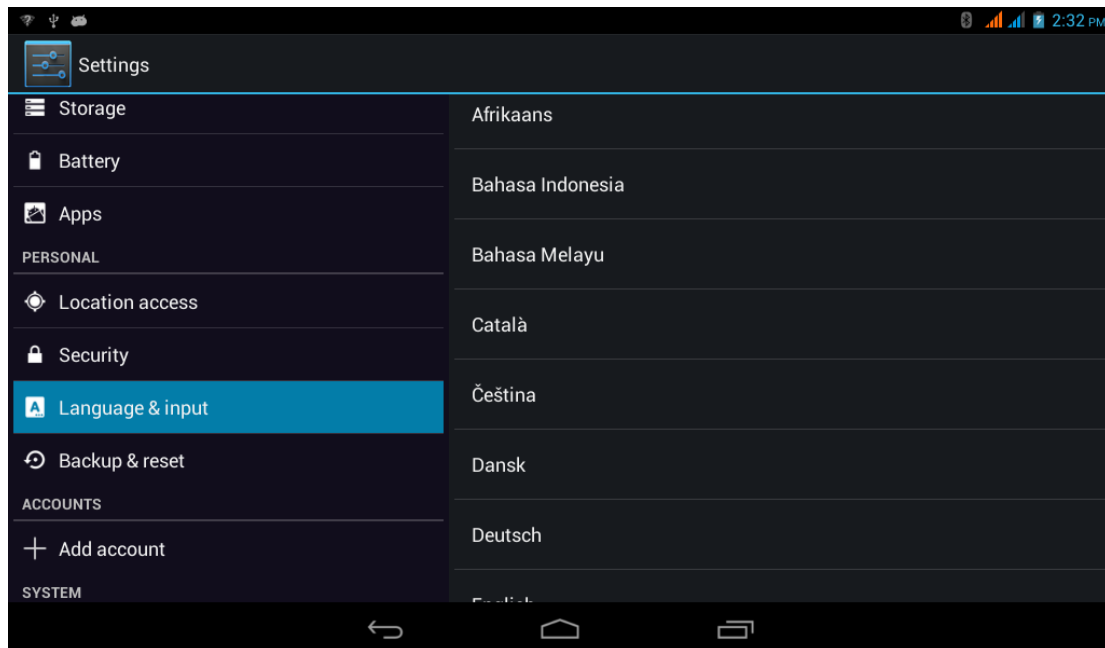 2:32 PM
Settings
Storage
Battery
Apps
PERSONAL
Location access
Security
Language & input
Backup & reset
ACCOUNTS
Add account
SYSTEM
Afrikaans
Bahasa Indonesia
Bahasa Melayu
Català
Čeština
Dansk
Deutsch
English